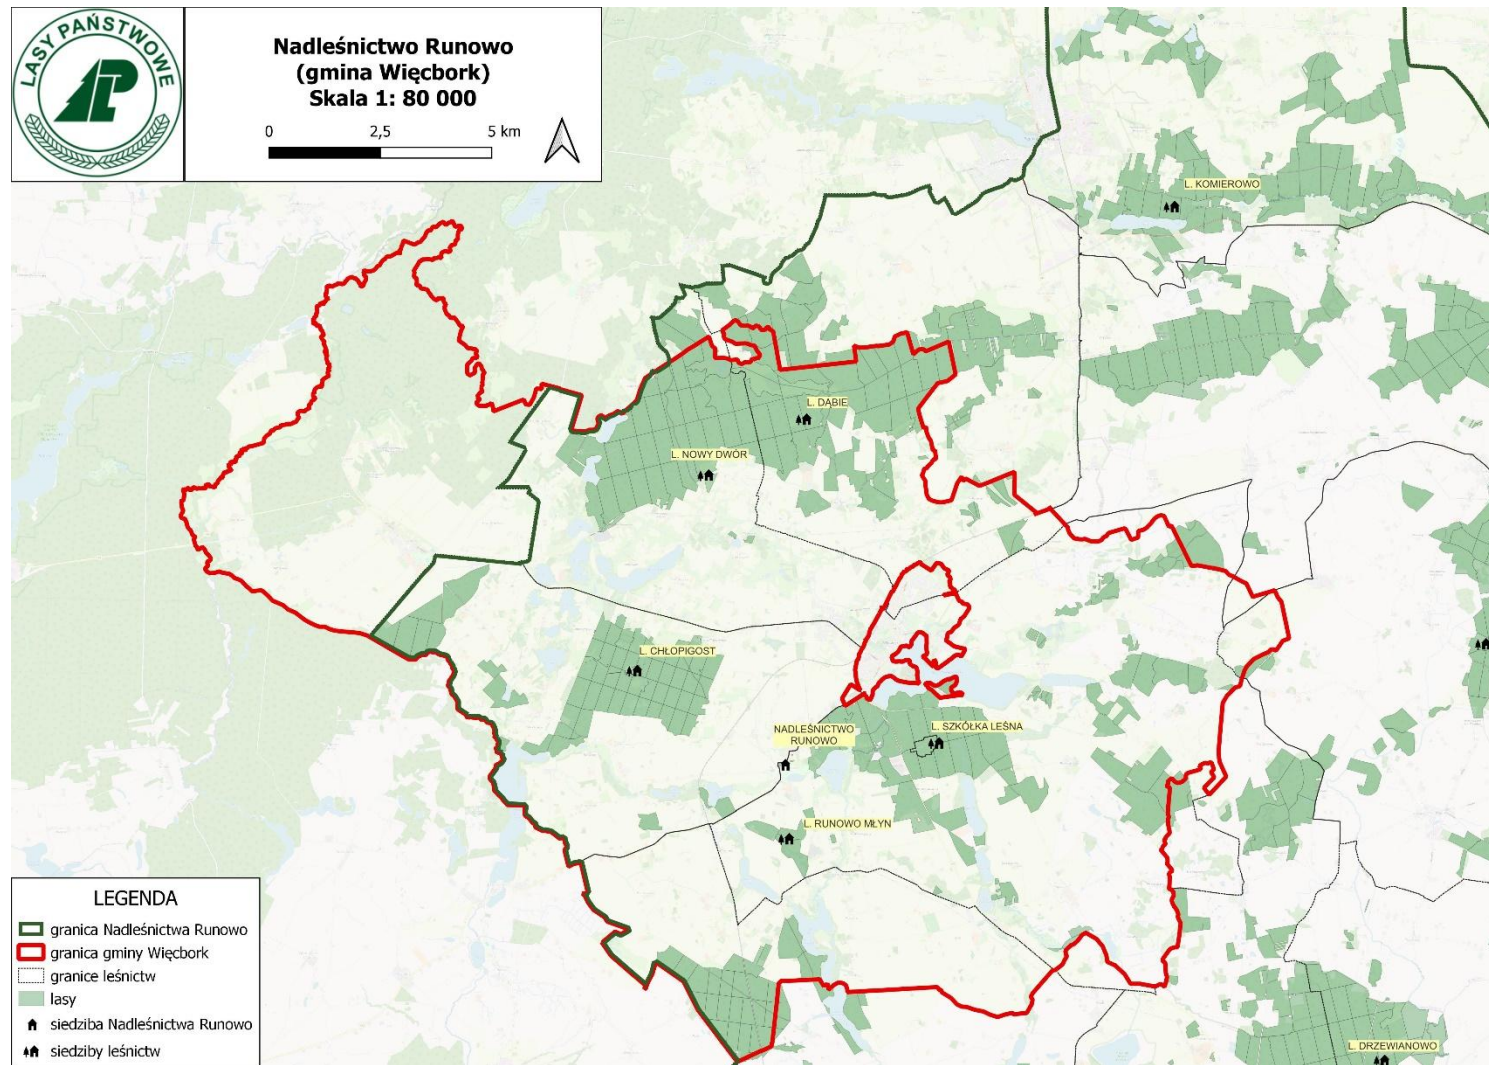 LASY PAŃSTWOWE
Nadleśnictwo Runowo
(gmina Więcbork)
Skala 1: 80 000
0 2,5 5 km
L. KOMIEROWO
L. DĄBIE
L. NOWY DWÓR
L. CHŁOPIGOST
NADLEŚNICTWO
RUNOWO
L. SZKÓŁKA LEŚNA
L. RUNOWO MŁYN
L. DRZEWIANOWO
LEGENDA
granica Nadleśnictwa Runowo
granica gminy Więcbork
granice leśnictw
lasy
siedziba Nadleśnictwa Runowo
siedziby leśnictw